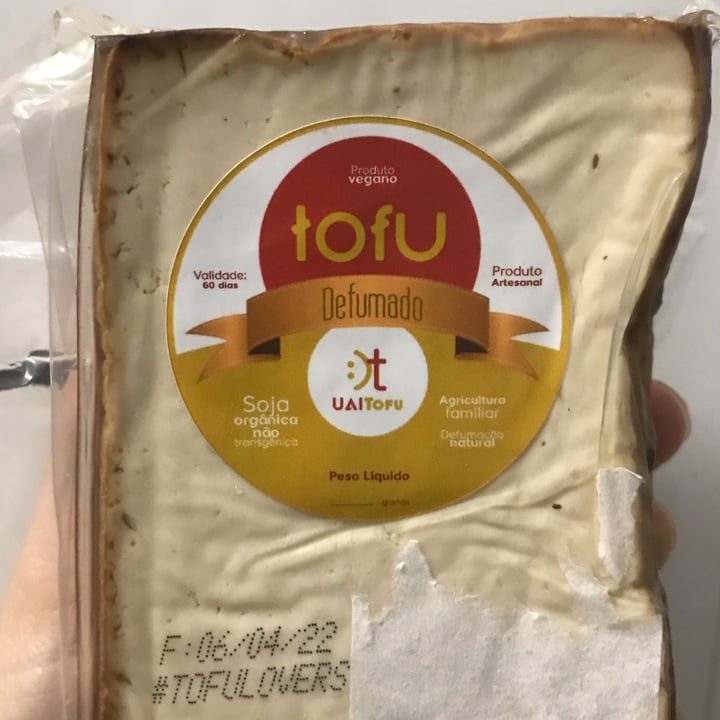 Produto
vegano
tofu
Validade:
60 dias
Produto
Artesanal
Defumado
:)t
UAITOFU
Soja
orgânica
não
transgênica
Agricultura
familiar
Defumação
natural
Peso Líquido
gramas
F:06/04/22
#TOFULOVERS